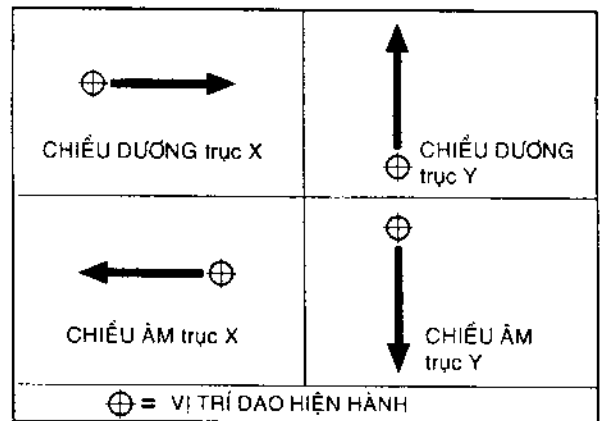 CHIỀU DƯƠNG trục X
CHIỀU DƯƠNG
trục Y
CHIỀU ÂM trục X
CHIỀU ÂM
trục Y
= VỊ TRÍ DAO HIỆN HÀNH